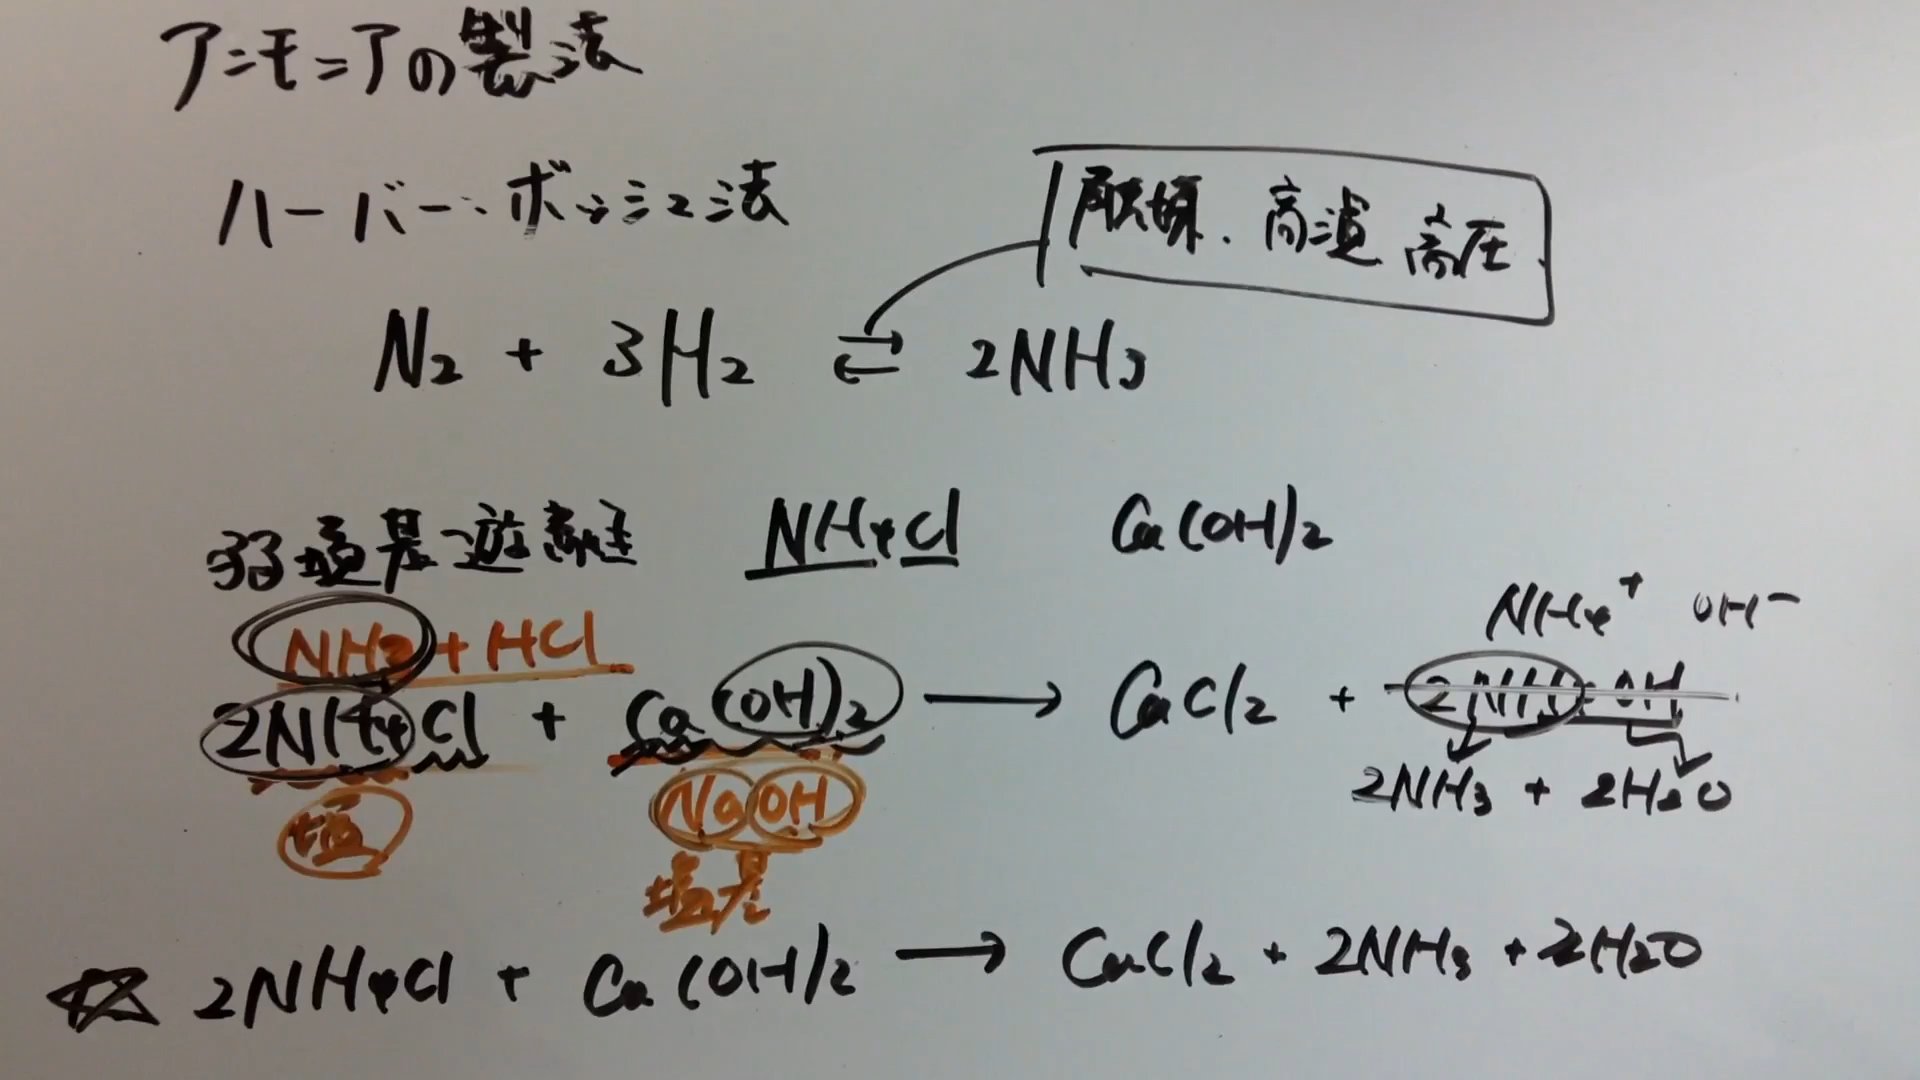 アンモニアの製法
ハーバー・ボッシュ法
触媒、高温 高圧
N2 + 3H2 ⇄ 2NH3
弱塩基遊離 NH4Cl Ca(OH)2
NH4+ OH-
NH3 + HCl
2NH4Cl + Ca(OH)2 → CaCl2 +
2NH3 + 2H2O
塩
NaOH
塩基
☆ 2NH4Cl + Ca(OH)2 → CaCl2 + 2NH3 + 2H2O